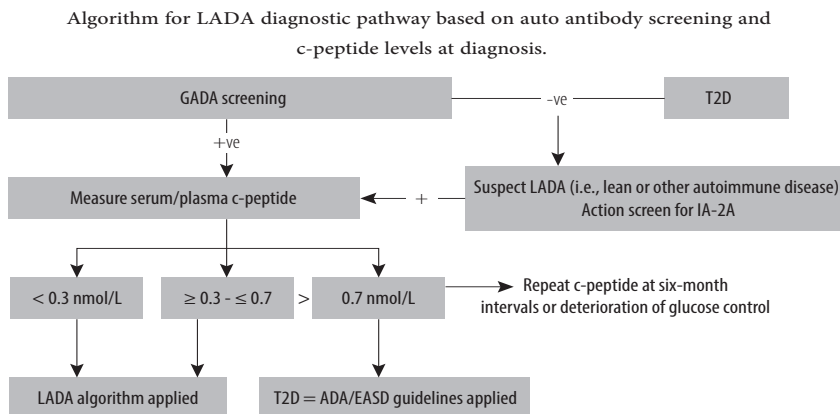 Algorithm for LADA diagnostic pathway based on auto antibody screening and
c-peptide levels at diagnosis.
GADA screening
-ve
T2D
+ve
Measure serum/plasma c-peptide
+
Suspect LADA (i.e., lean or other autoimmune disease)
Action screen for IA-2A
< 0.3 nmol/L
≥ 0.3 - ≤ 0.7
>
0.7 nmol/L
Repeat c-peptide at six-month
intervals or deterioration of glucose control
LADA algorithm applied
T2D = ADA/EASD guidelines applied